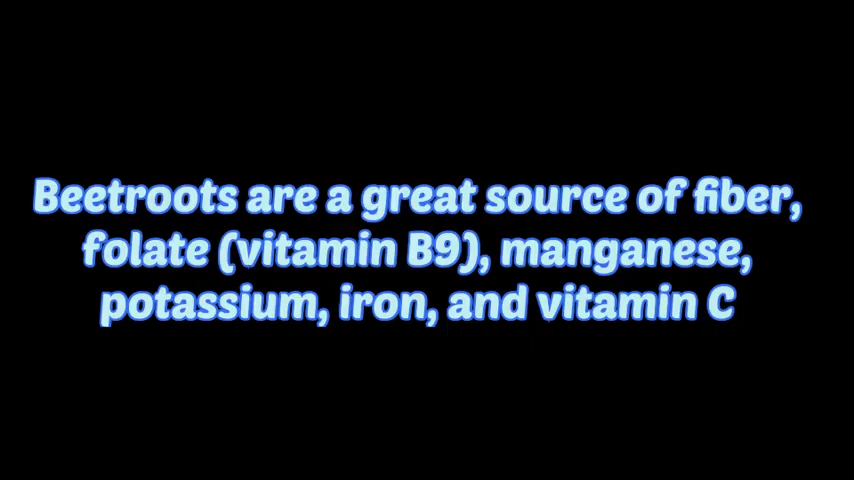 Beetroots are a great source of fiber,
folate (vitamin B9), manganese,
potassium, iron, and vitamin C